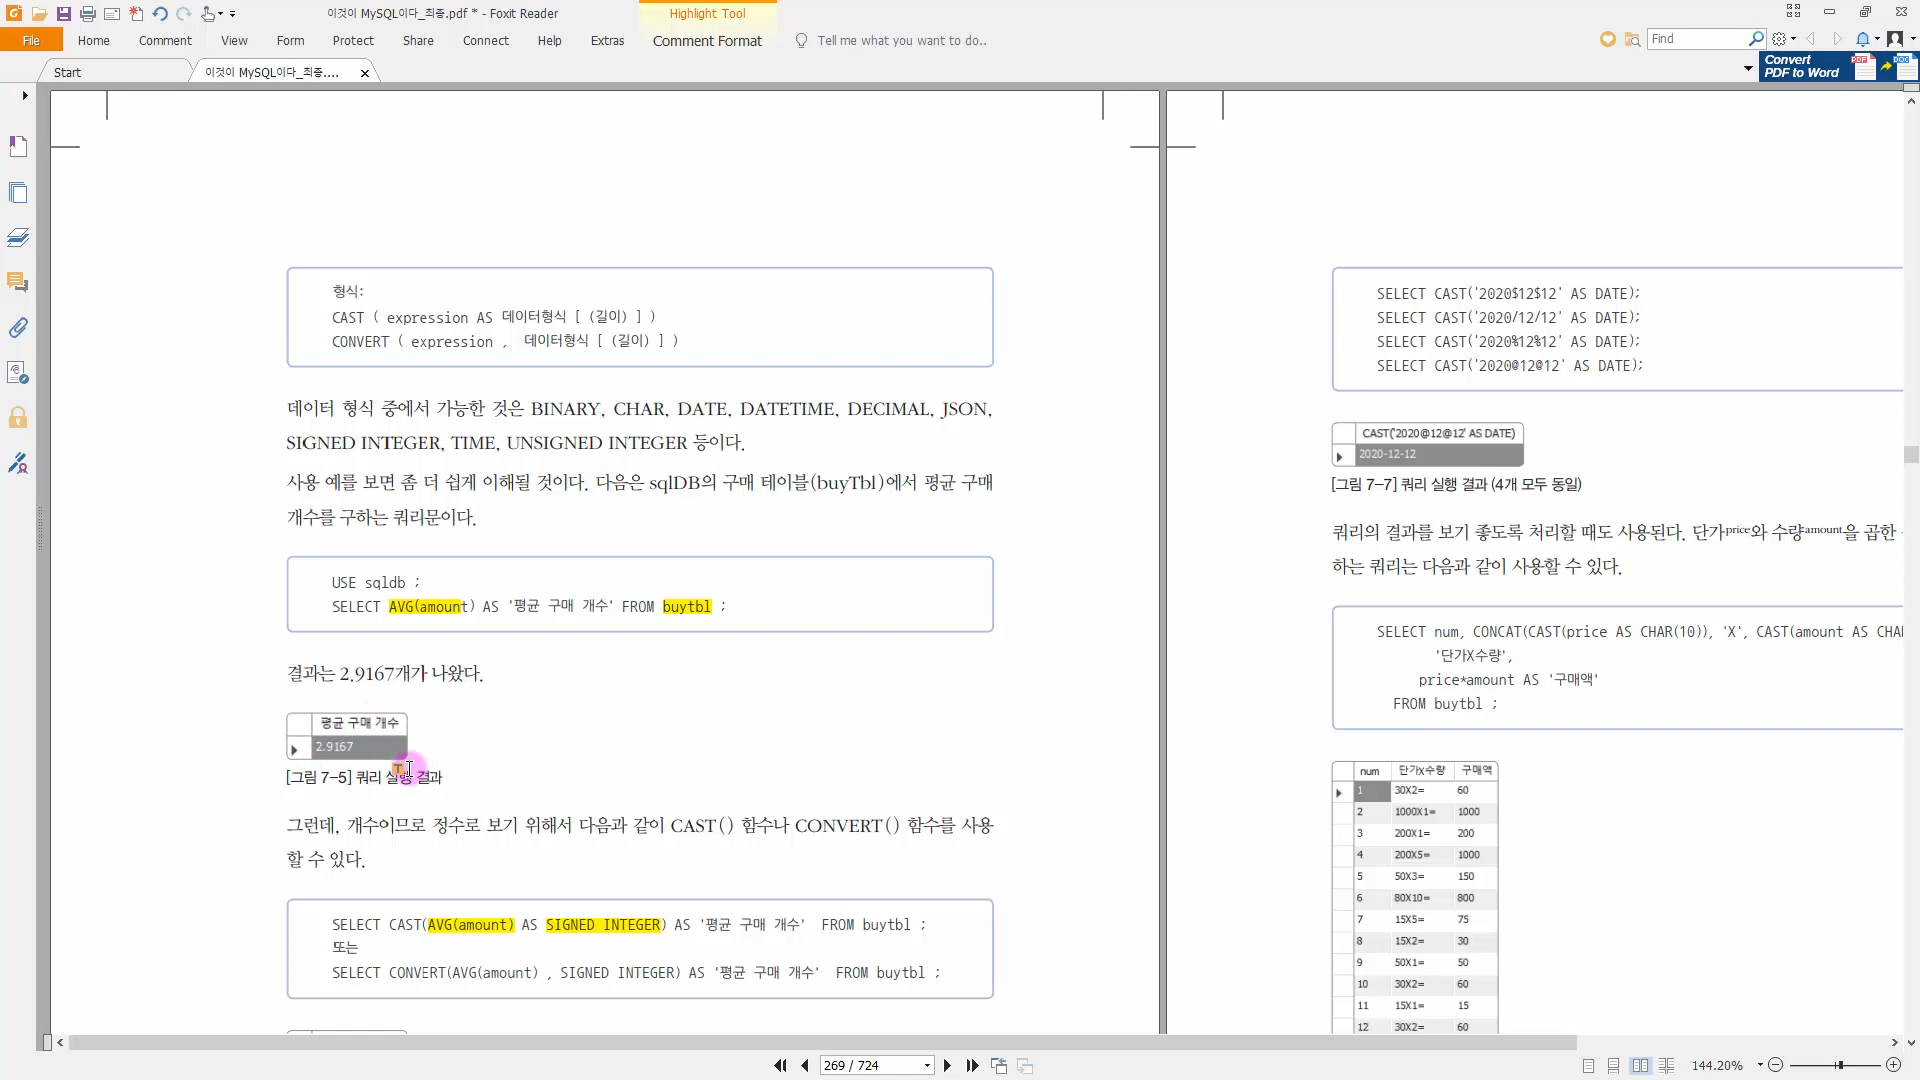 이것이 MySQL이다_최종.pdf * - Foxit Reader
Highlight Tool
File
Home
Comment
View
Form
Protect
Share
Connect
Help
Extras
Comment Format
Tell me what you want to do..
Find
Start
이것이 MySQL이다_최종....
Convert
PDF to Word
형식:
CAST ( expression AS 데이터형식 [ (길이) ] )
CONVERT ( expression , 데이터형식 [ (길이) ] )
데이터 형식 중에서 가능한 것은 BINARY, CHAR, DATE, DATETIME, DECIMAL, JSON,
SIGNED INTEGER, TIME, UNSIGNED INTEGER 등이다.
사용 예를 보면 좀 더 쉽게 이해될 것이다. 다음은 sqlDB의 구매 테이블(buyTbl)에서 평균 구매
개수를 구하는 쿼리문이다.
USE sqldb ;
SELECT AVG(amount) AS '평균 구매 개수' FROM buytbl ;
결과는 2.9167개가 나왔다.
평균 구매 개수
2.9167
[그림 7-5] 쿼리 실행 결과
그런데, 개수이므로 정수로 보기 위해서 다음과 같이 CAST( ) 함수나 CONVERT( ) 함수를 사용
할 수 있다.
SELECT CAST(AVG(amount) AS SIGNED INTEGER) AS '평균 구매 개수' FROM buytbl ;
또는
SELECT CONVERT(AVG(amount) , SIGNED INTEGER) AS '평균 구매 개수' FROM buytbl ;
SELECT CAST('2020$12$12' AS DATE);
SELECT CAST('2020/12/12' AS DATE);
SELECT CAST('2020%12%12' AS DATE);
SELECT CAST('2020@12@12' AS DATE);
CAST('2020@12@12' AS DATE)
2020-12-12
[그림 7-7] 쿼리 실행 결과 (4개 모두 동일)
쿼리의 결과를 보기 좋도록 처리할 때도 사용된다. 단가price와 수량amount을 곱한
하는 쿼리는 다음과 같이 사용할 수 있다.
SELECT num, CONCAT(CAST(price AS CHAR(10)), 'X', CAST(amount AS CHA
'단가X수량',
price*amount AS '구매액'
FROM buytbl ;
num 단가X수량 구매액
1 30X2= 60
2 1000X1= 1000
3 200X1= 200
4 200X5= 1000
5 50X3= 150
6 80X10= 800
7 15X5= 75
8 15X2= 30
9 50X1= 50
10 30X2= 60
11 15X1= 15
12 30X2= 60
269 / 724
144.20%